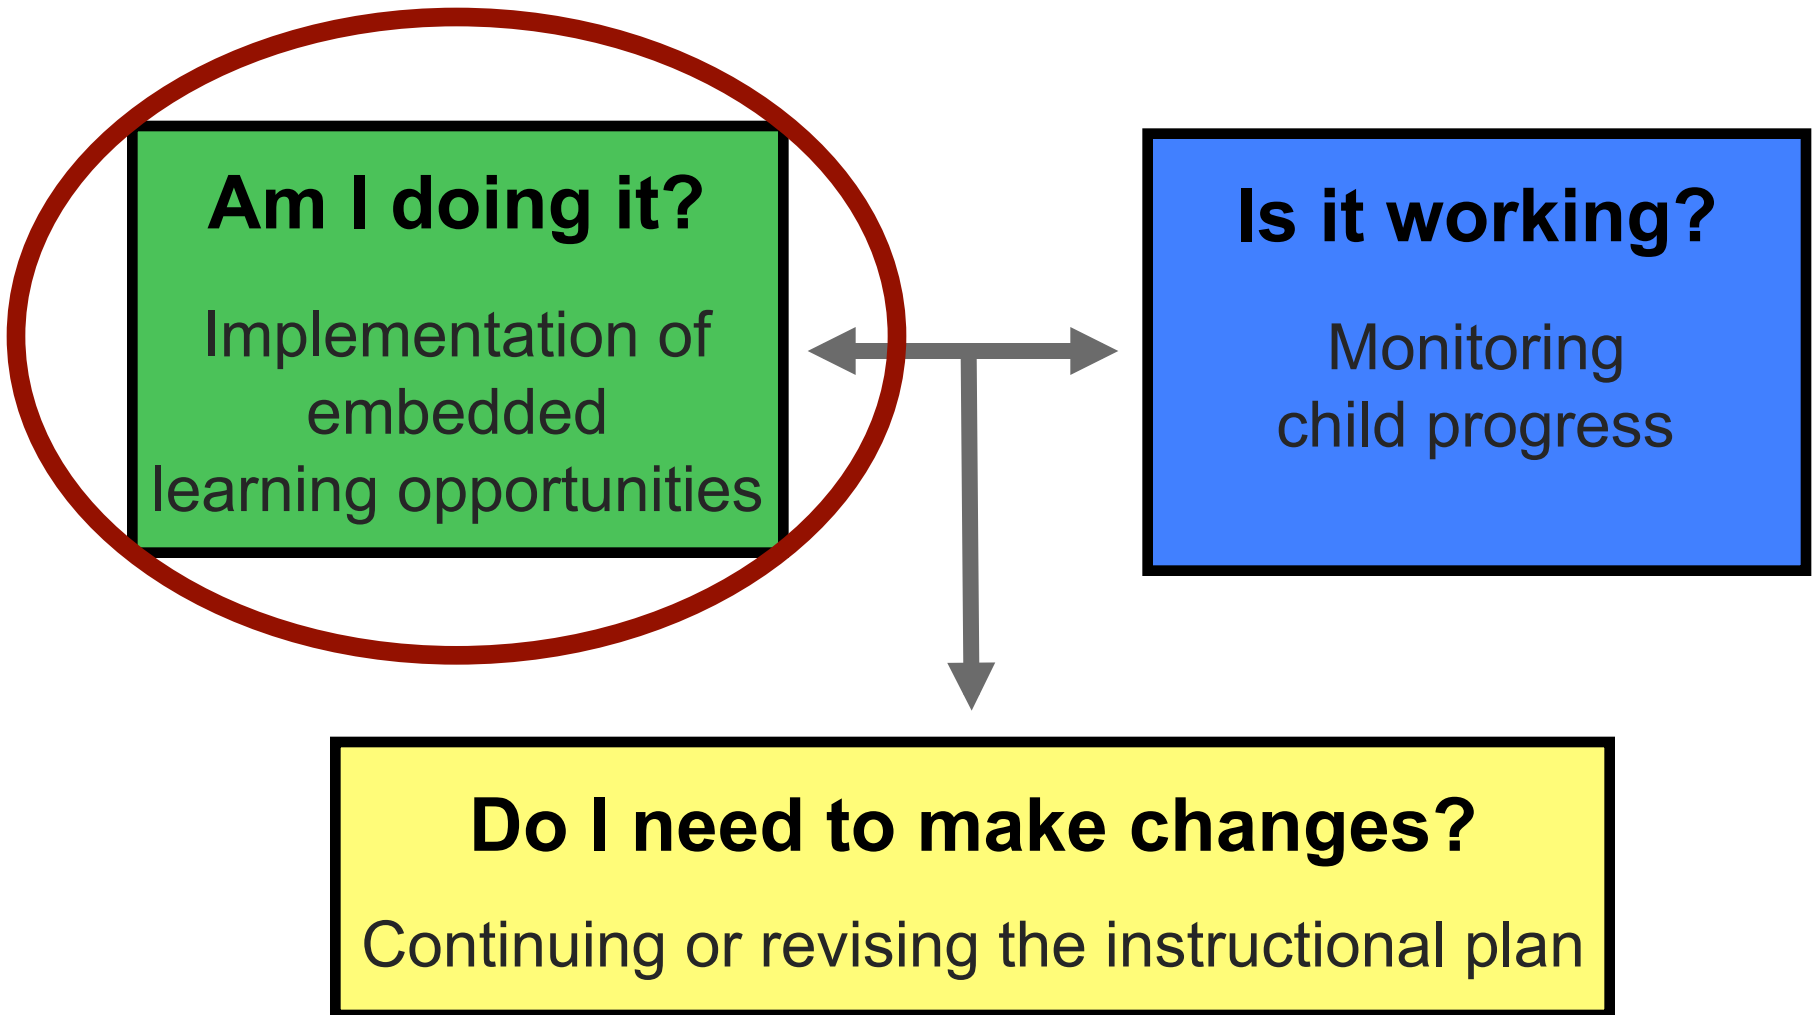 Am I doing it?
Implementation of
embedded
learning opportunities
Is it working?
Monitoring
child progress
Do I need to make changes?
Continuing or revising the instructional plan